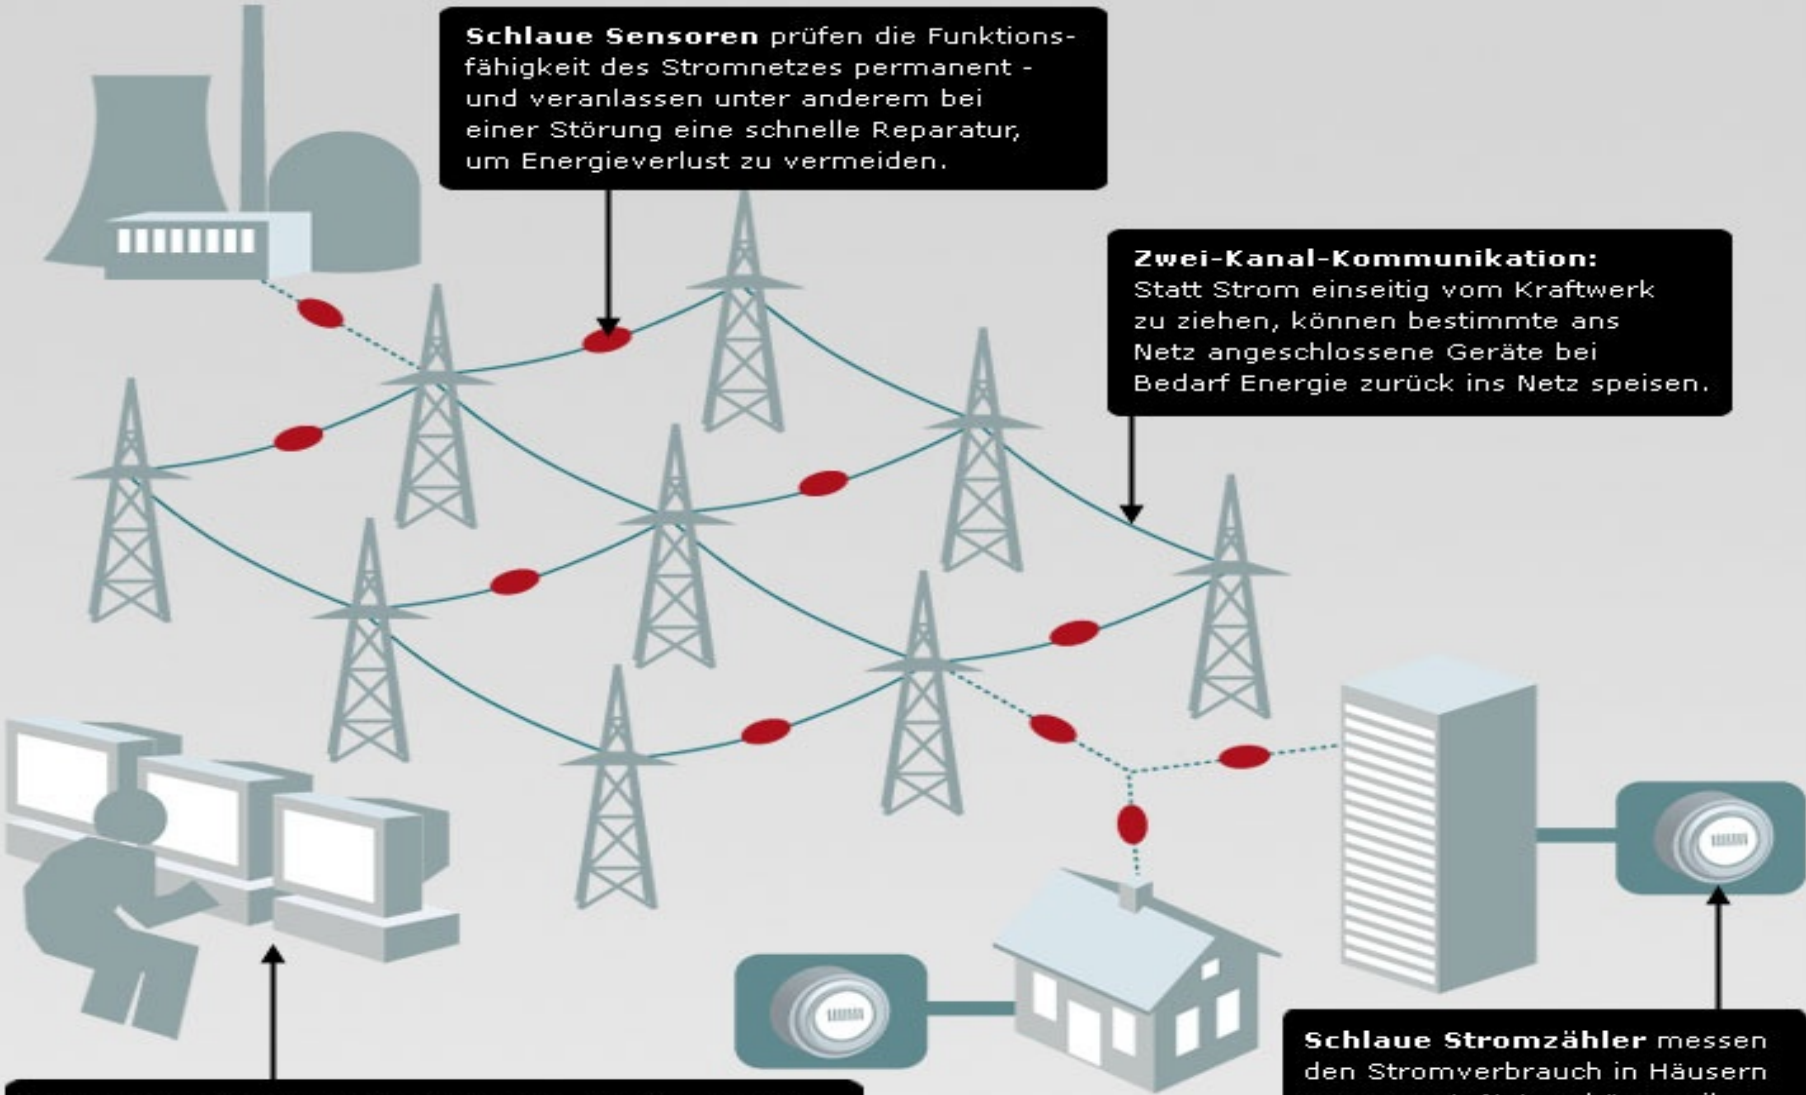 Schlaue Sensoren prüfen die Funktions-
fähigkeit des Stromnetzes permanent -
und veranlassen unter anderem bei
einer Störung eine schnelle Reparatur,
um Energieverlust zu vermeiden.
Zwei-Kanal-Kommunikation:
Statt Strom einseitig vom Kraftwerk
zu ziehen, können bestimmte ans
Netz angeschlossene Geräte bei
Bedarf Energie zurück ins Netz speisen.
Schlaue Stromzähler messen
den Stromverbrauch in Häusern